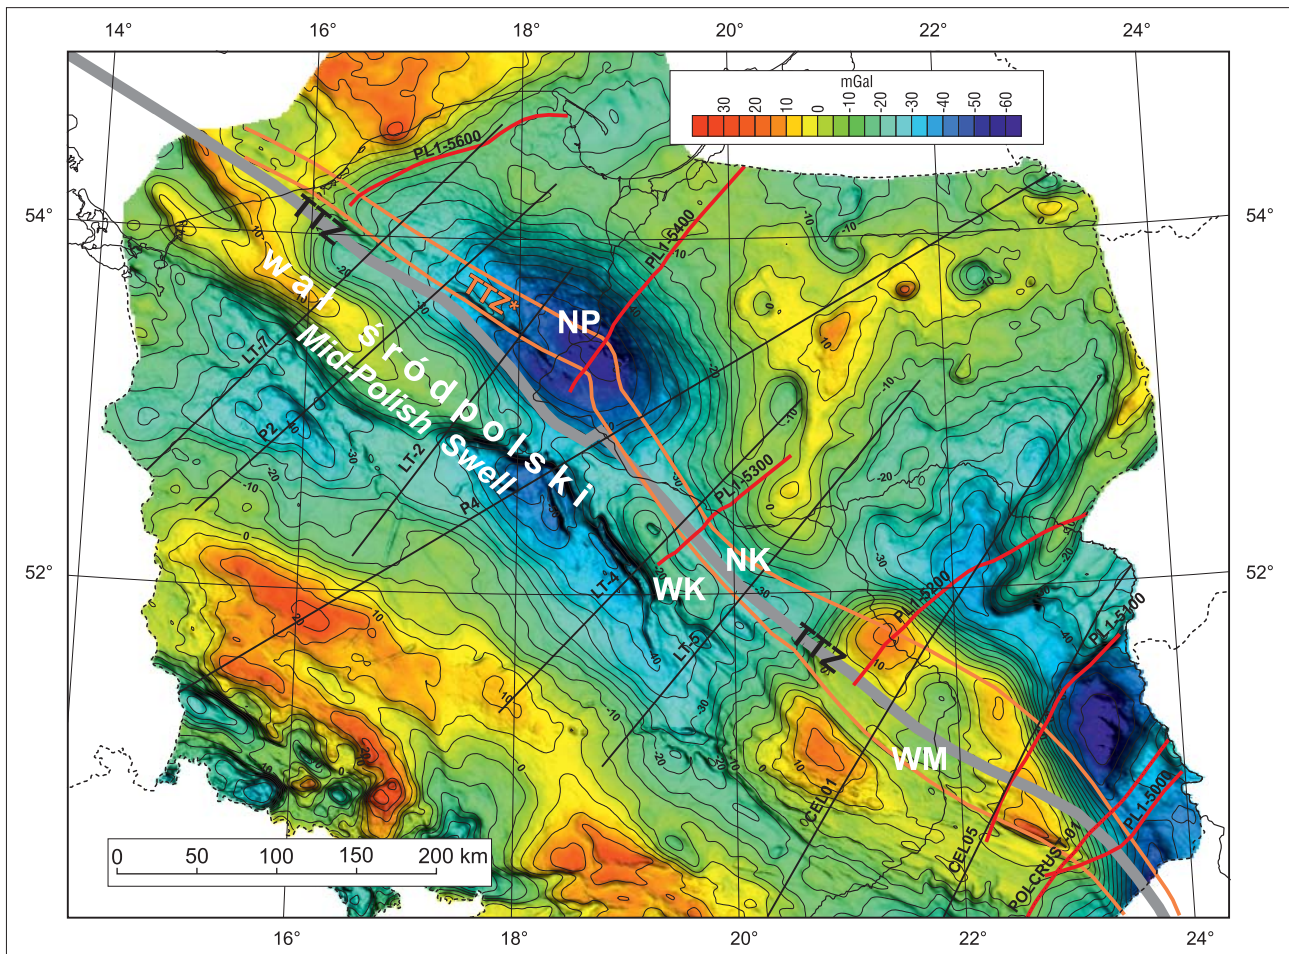 14° 16° 18° 20° 22° 24°
mGal
30 20 10 0 -10 -20 -30 -40 -50 -60
PL1-5600
54°
54°
TTZ
PL1-5400
wał śródpolski
Mid-Polish Swell
TTZ*
NP
LT-7
P2
LT-2
P4
PL1-5300
52°
52°
NK
WK
LT-4
LT-5
TTZ
PL1-5200
PL1-5100
WM
CEL01
CEL05
POLCRUST-01
PL1-5000
0 50 100 150 200 km
16° 18° 20° 22° 24°